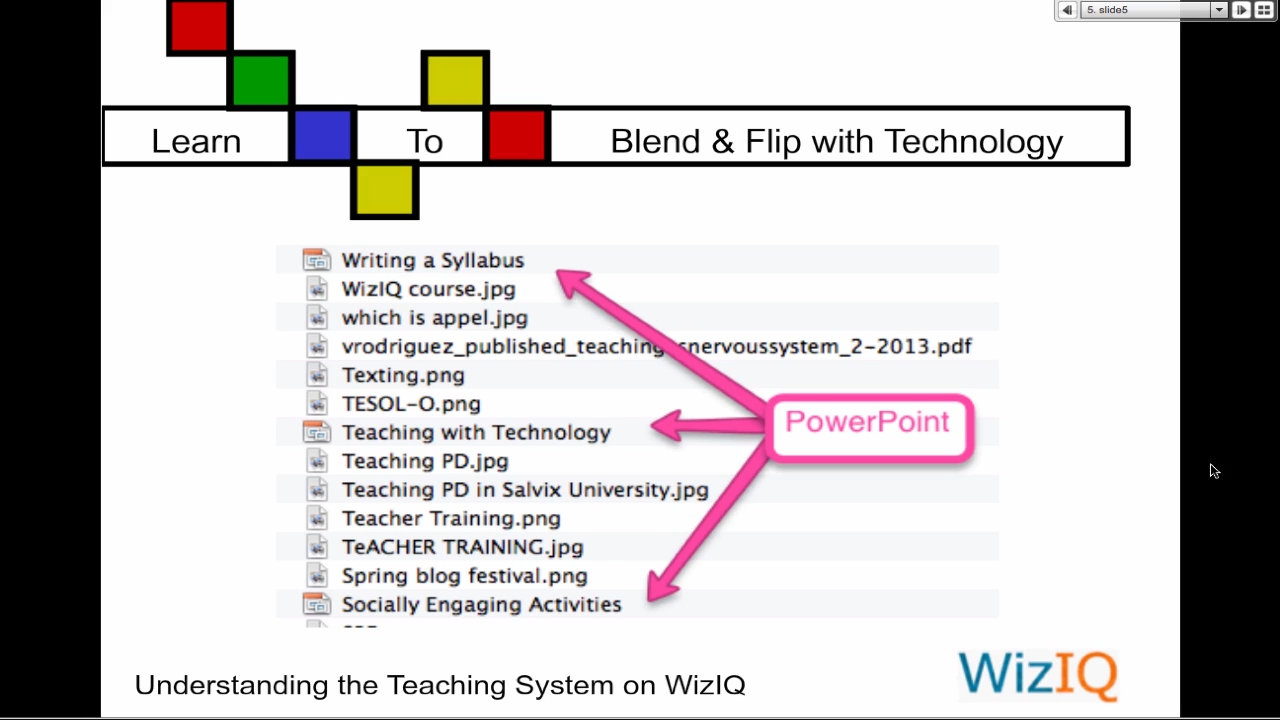 5. slide5
Learn To Blend & Flip with Technology
Writing a Syllabus
WizIQ course.jpg
which is appel.jpg
snervoussystem_2-2013.pdf
vrodriguez_published_teaching
Texting.png
TESOL-O.png
PowerPoint
Teaching with Technology
Teaching PD.jpg
Teaching PD in Salvix University.jpg
Teacher Training.png
TeACHER TRAINING.jpg
Spring blog festival.png
Socially Engaging Activities
Understanding the Teaching System on WizIQ
WizIQ